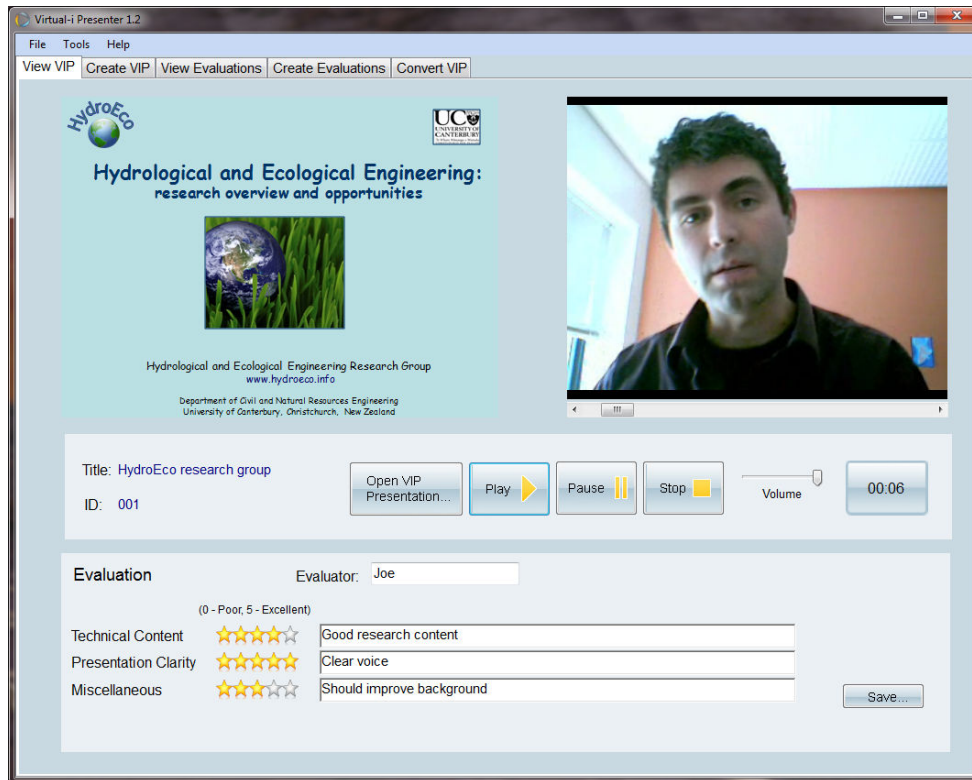 Virtual-i Presenter 1.2
File Tools Help
View VIP Create VIP View Evaluations Create Evaluations Convert VIP
HydroEco
UC
UNIVERSITY OF
CANTERBURY
Hydrological and Ecological Engineering:
research overview and opportunities
Hydrological and Ecological Engineering Research Group
www.hydroeco.info
Department of Civil and Natural Resources Engineering
University of Canterbury, Christchurch, New Zealand
Title: HydroEco research group
ID: 001
Open VIP
Presentation...
Play
Pause
Stop
Volume
00:06
Evaluation
Evaluator: Joe
(0 - Poor, 5 - Excellent)
Technical Content Good research content
Presentation Clarity Clear voice
Miscellaneous Should improve background
Save...